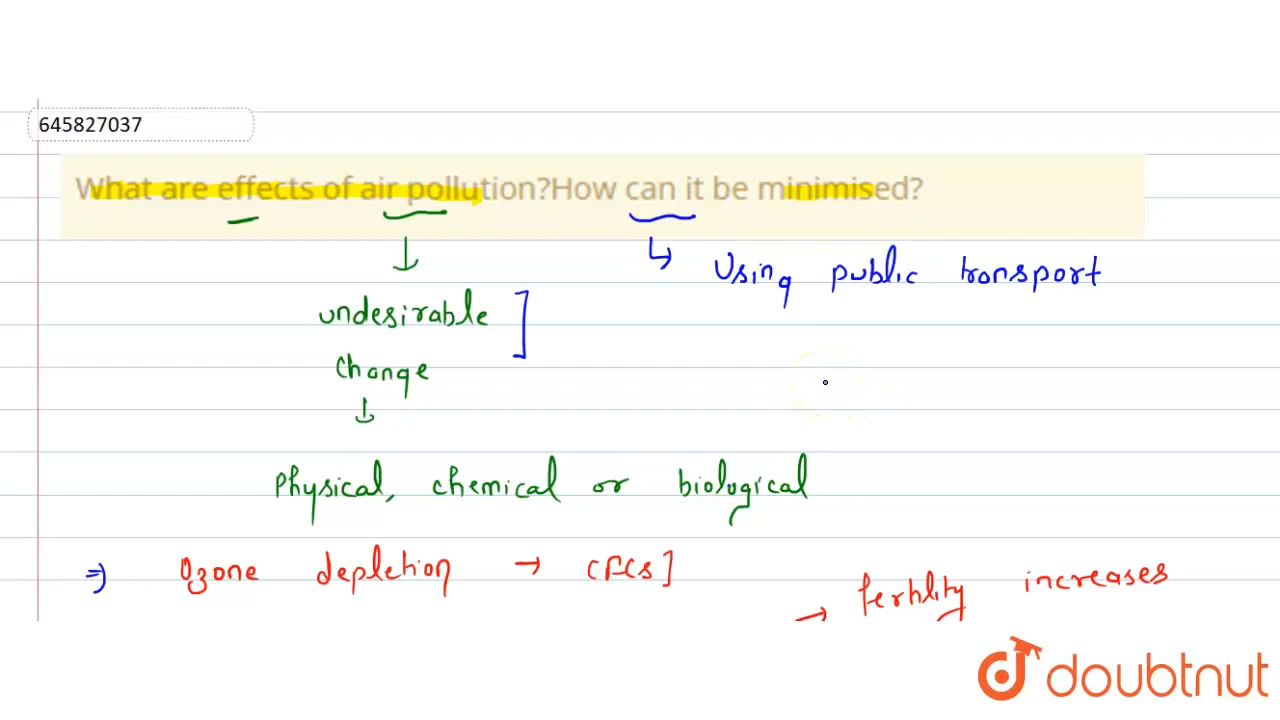 645827037
What are effects of air pollution?How can it be minimised?
Using public transport
undesirable
change
physical, chemical or biological
⇒ Ozone depletion → CFCs]
→ fertility increases
doubtnut